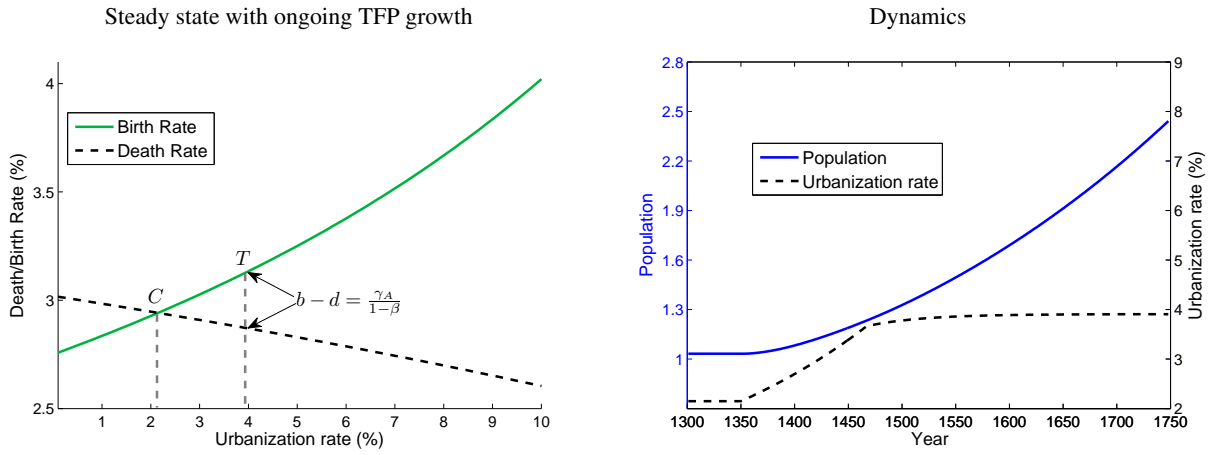 Steady state with ongoing TFP growth
4
3.5
3
2.5
Death/Birth Rate (%)
Birth Rate
Death Rate
C
T
b − d = γ_A / (1−β)
1 2 3 4 5 6 7 8 9 10
Urbanization rate (%)
Dynamics
2.8
2.5
2.2
1.9
1.6
1.3
1
Population
Population
Urbanization rate
9
8
7
6
5
4
3
2
Urbanization rate (%)
1300 1350 1400 1450 1500 1550 1600 1650 1700 1750
Year